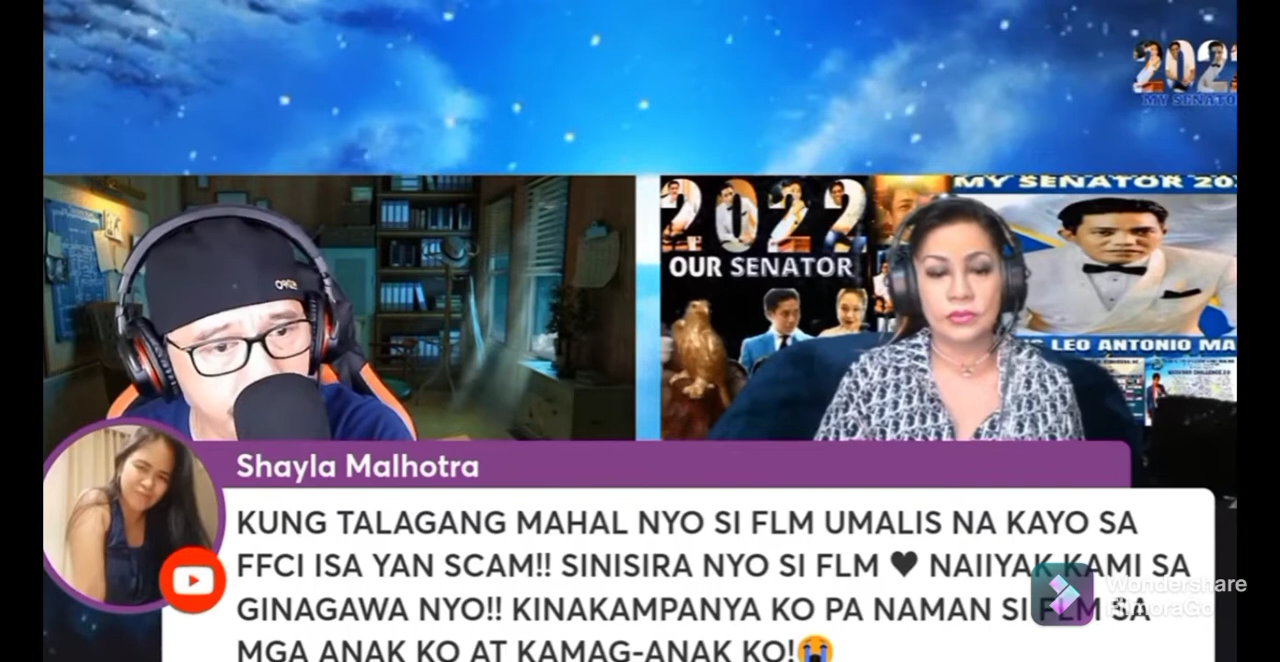 2022
MY SENATO
MY SENATOR 20
2022
OUR SENATOR
LEO ANTONIO MA
Shayla Malhotra
KUNG TALAGANG MAHAL NYO SI FLM UMALIS NA KAYO SA
FFCI ISA YAN SCAM!! SINISIRA NYO SI FLM ♥ NAIIYAK KAMI SA
GINAGAWA NYO!! KINAKAMPANYA KO PA NAMAN SI FLM SA
MGA ANAK KO AT KAMAG-ANAK KO!😭
Wondershare
FilmoraGo